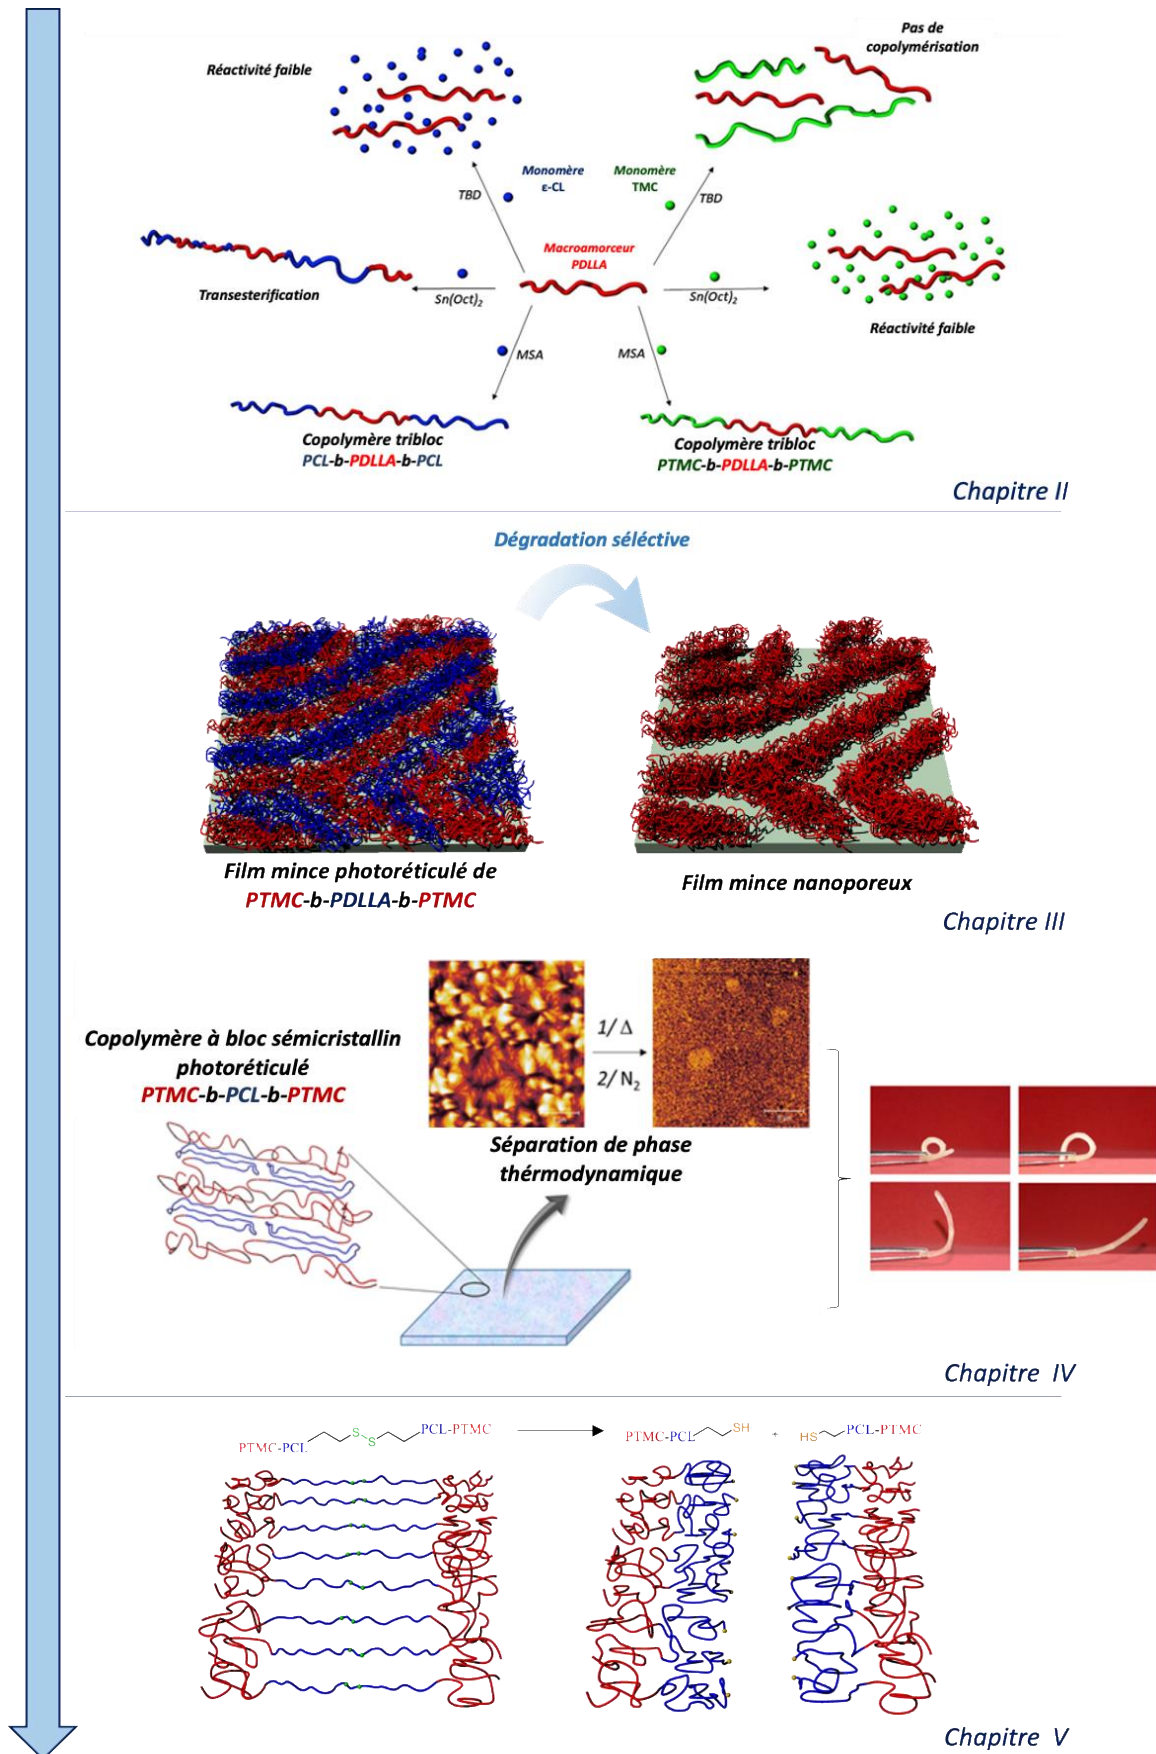 Pas de
copolymérisation
Réactivité faible
Monomère
ε-CL
Monomère
TMC
TBD
TBD
Macroamorceur
PDLLA
Transesterification
Sn(Oct)2
Sn(Oct)2
Réactivité faible
MSA
MSA
Copolymère tribloc
PCL-b-PDLLA-b-PCL
Copolymère tribloc
PTMC-b-PDLLA-b-PTMC
Chapitre II
Dégradation séléctive
Film mince photoréticulé de
PTMC-b-PDLLA-b-PTMC
Film mince nanoporeux
Chapitre III
Copolymère à bloc sémicristallin
photoréticulé
PTMC-b-PCL-b-PTMC
1/ Δ
2/ N2
Séparation de phase
thérmodynamique
Chapitre IV
PTMC-PCL
S
S
PCL-PTMC
PTMC-PCL
SH
+
HS
PCL-PTMC
Chapitre V